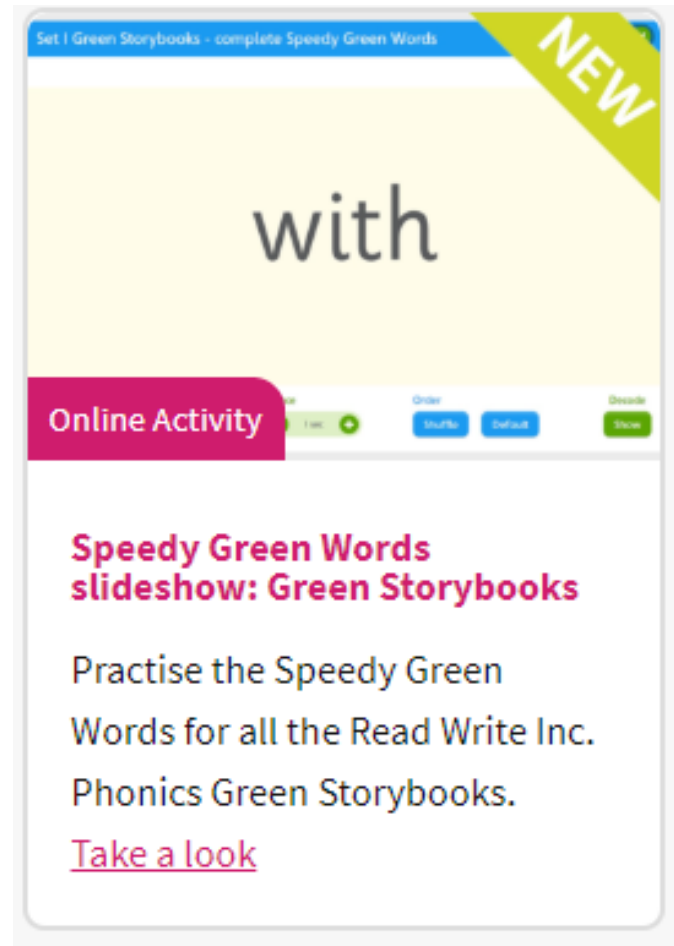 Set 1 Green Storybooks - complete Speedy Green Words
NEW
with
Online Activity
1 sec
Order
Shuffle Default
Decode
Show
Speedy Green Words
slideshow: Green Storybooks
Practise the Speedy Green
Words for all the Read Write Inc.
Phonics Green Storybooks.
Take a look